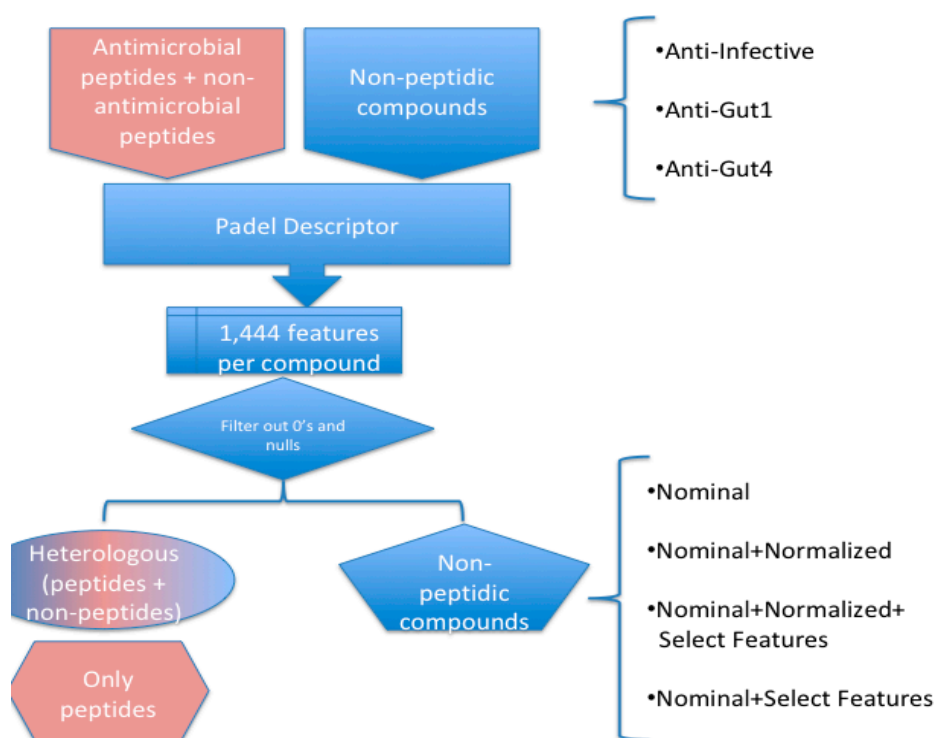 Antimicrobial
peptides + non-
antimicrobial
peptides
Non-peptidic
compounds
•Anti-Infective
•Anti-Gut1
•Anti-Gut4
Padel Descriptor
1,444 features
per compound
Filter out 0's and
nulls
Heterologous
(peptides +
non-peptides)
Non-
peptidic
compounds
•Nominal
•Nominal+Normalized
•Nominal+Normalized+
Select Features
•Nominal+Select Features
Only
peptides